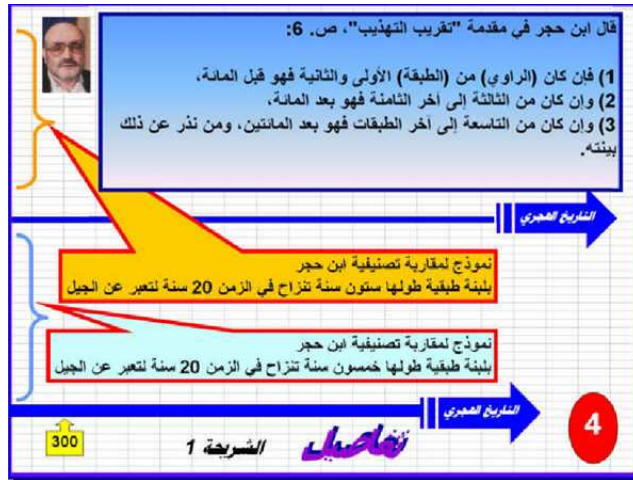 قال ابن حجر في مقدمة "تقريب التهذيب"، ص. 6:
1) فإن كان (الراوي) من (الطبقة) الأولى والثانية فهو قبل المائة،
2) وإن كان من الثالثة إلى آخر الثامنة فهو بعد المائة،
3) وإن كان من التاسعة إلى آخر الطبقات فهو بعد المائتين، ومن نذر عن ذلك
بينته.
التاريخ الهجري
نموذج لمقاربة تصنيفية ابن حجر
بلبنة طبقية طولها ستون سنة تنزاح في الزمن 20 سنة لتعبر عن الجيل
نموذج لمقاربة تصنيفية ابن حجر
بلبنة طبقية طولها خمسون سنة تنزاح في الزمن 20 سنة لتعبر عن الجيل
التاريخ الهجري
4
300
الشريحة 1
تفاصيل